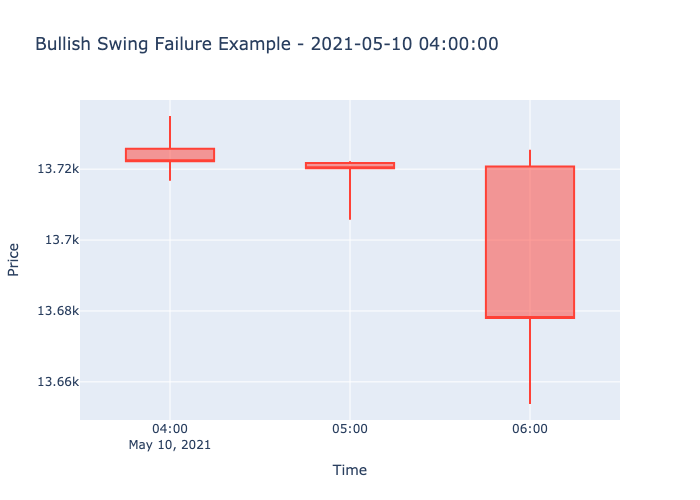 Bullish Swing Failure Example - 2021-05-10 04:00:00
13.72k
13.7k
13.68k
13.66k
Price
04:00
May 10, 2021
05:00
06:00
Time